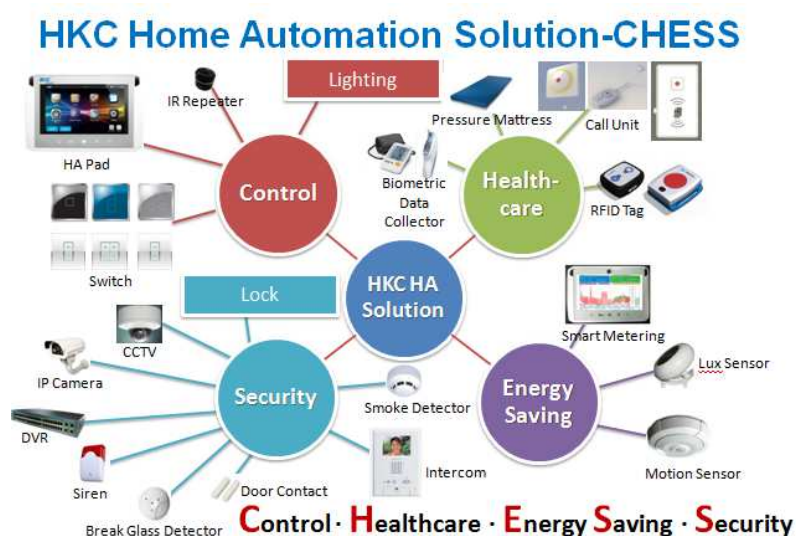 HKC Home Automation Solution-CHESS
Lighting
IR Repeater
HA Pad
Control
Switch
Pressure Mattress
Call Unit
Biometric
Data
Collector
Health-
care
RFID Tag
HKC HA
Solution
Lock
CCTV
IP Camera
DVR
Siren
Break Glass Detector
Door Contact
Security
Smoke Detector
Intercom
Smart Metering
Lux Sensor
Energy
Saving
Motion Sensor
Control · Healthcare · Energy Saving · Security